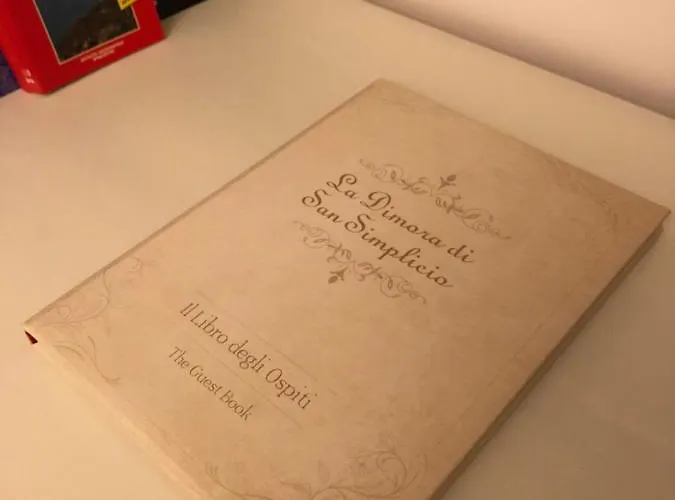 La Dimora di
San Simplicio
Il Libro degli Ospiti
The Guest Book